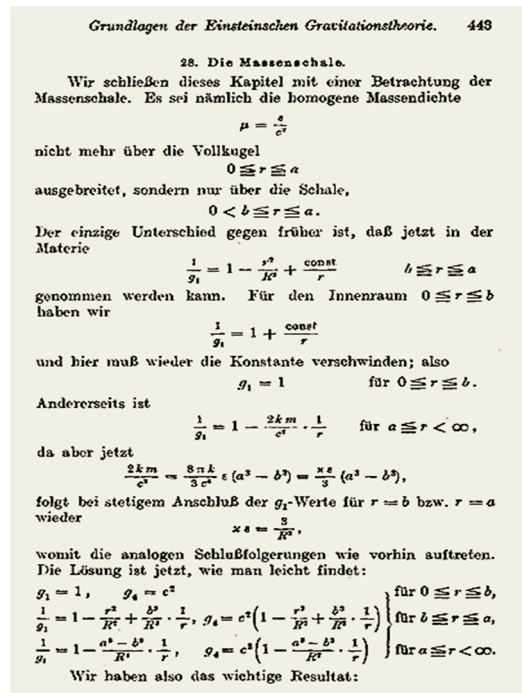 Grundlagen der Einsteinschen Gravitationstheorie. 443
28. Die Massenschale.
Wir schließen dieses Kapitel mit einer Betrachtung der
Massenschale. Es sei nämlich die homogene Massendichte
μ = ε/c²
nicht mehr über die Vollkugel
0 ≦ r ≦ a
ausgebreitet, sondern nur über die Schale,
0 < b ≦ r ≦ a.
Der einzige Unterschied gegen früher ist, daß jetzt in der
Materie
1/g₁ = 1 − r²/R² + const/r b ≦ r ≦ a
genommen werden kann. Für den Innenraum 0 ≦ r ≦ b
haben wir
1/g₁ = 1 + const/r
und hier muß wieder die Konstante verschwinden; also
g₁ = 1 für 0 ≦ r ≦ b.
Andererseits ist
1/g₁ = 1 − 2km/c² · 1/r für a ≦ r < ∞,
da aber jetzt
2km/c² = 8πk/3c⁴ ε (a³ − b³) = κε/3 (a³ − b³),
folgt bei stetigem Anschluß der g₁-Werte für r = b bzw. r = a
wieder
κε = 3/R²,
womit die analogen Schlußfolgerungen wie vorhin auftreten.
Die Lösung ist jetzt, wie man leicht findet:
g₁ = 1, g₄ = c² für 0 ≦ r ≦ b,
1/g₁ = 1 − r²/R² + b³/R² · 1/r, g₄ = c² (1 − r²/R² + b³/R² · 1/r) für b ≦ r ≦ a,
1/g₁ = 1 − a³ − b³/R² · 1/r, g₄ = c² (1 − a³ − b³/R² · 1/r) für a ≦ r < ∞.
Wir haben also das wichtige Resultat: